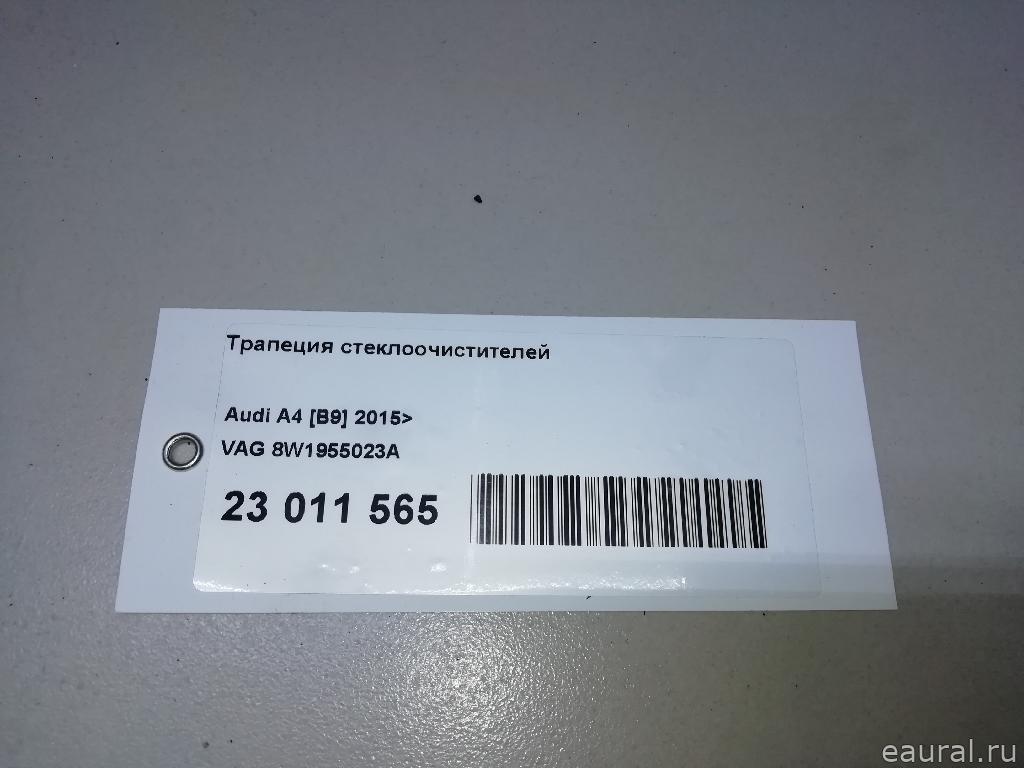 Трапеция стеклоочистителей
Audi A4 [B9] 2015>
VAG 8W1955023A
23 011 565
eaural.ru